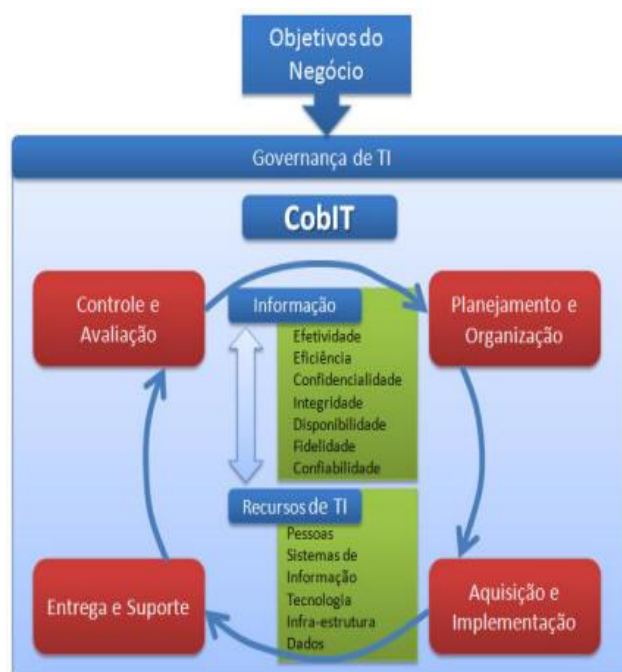 Objetivos do
Negócio
Governança de TI
CobIT
Controle e
Avaliação
Informação
Efetividade
Eficiência
Confidencialidade
Integridade
Disponibilidade
Fidelidade
Confiabilidade
Planejamento e
Organização
Recursos de TI
Pessoas
Sistemas de
Informação
Tecnologia
Infra-estrutura
Dados
Entrega e Suporte
Aquisição e
Implementação